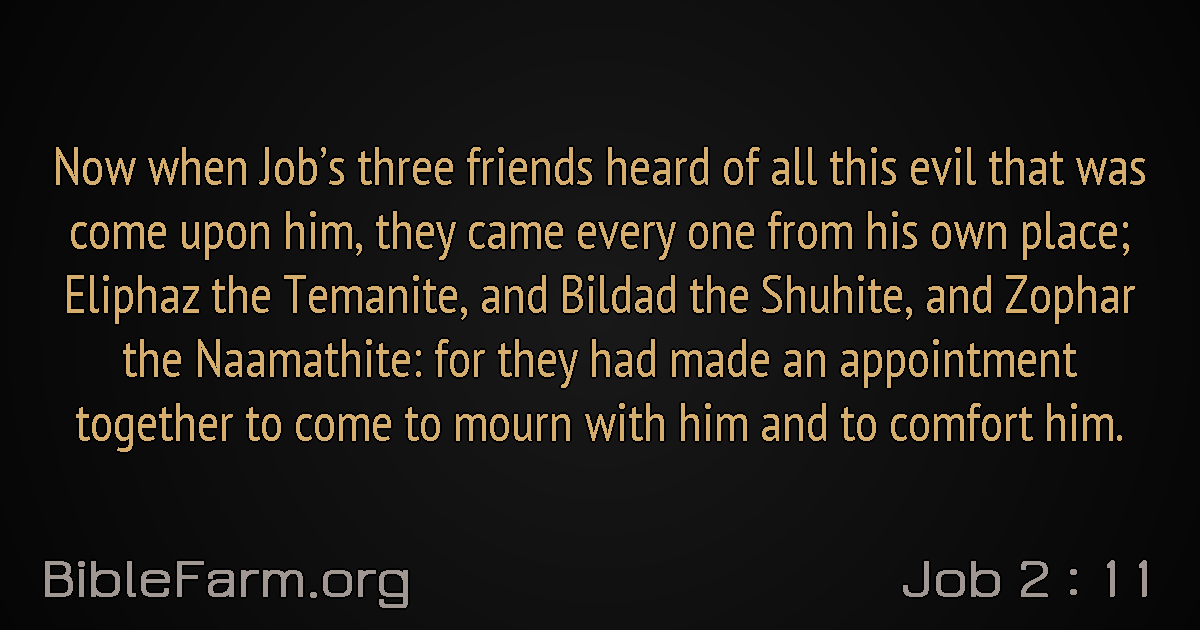 Now when Job’s three friends heard of all this evil that was
come upon him, they came every one from his own place;
Eliphaz the Temanite, and Bildad the Shuhite, and Zophar
the Naamathite: for they had made an appointment
together to come to mourn with him and to comfort him.
BibleFarm.org
Job 2 : 11